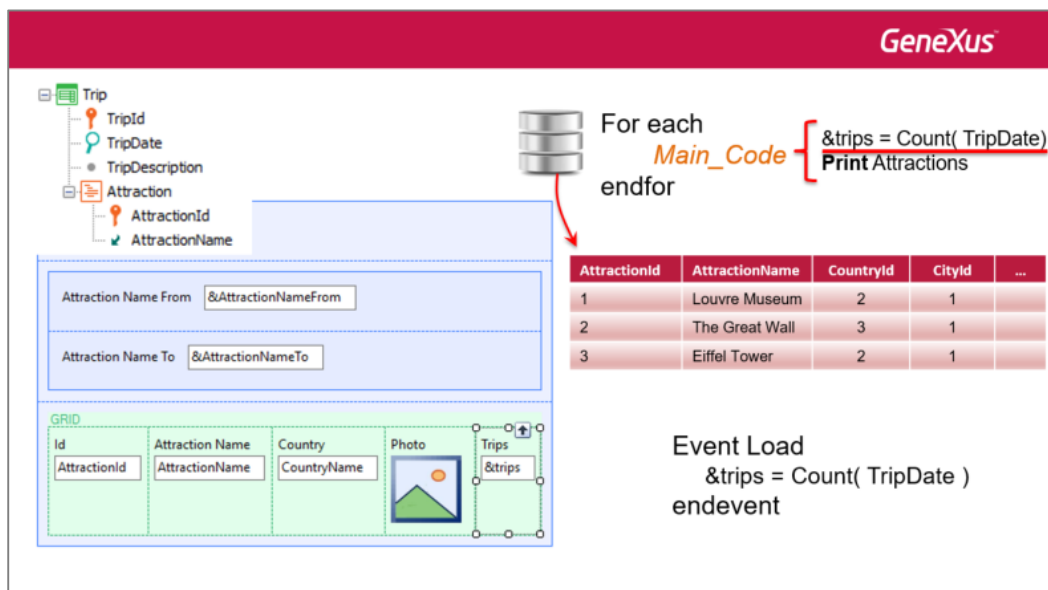 GeneXus™
Trip
TripId
TripDate
TripDescription
Attraction
AttractionId
AttractionName
For each
Main_Code
endfor
&trips = Count( TripDate)
Print Attractions
AttractionId AttractionName CountryId CityId ...
1 Louvre Museum 2 1
2 The Great Wall 3 1
3 Eiffel Tower 2 1
Attraction Name From &AttractionNameFrom
Attraction Name To &AttractionNameTo
GRID
Id Attraction Name Country Photo Trips
AttractionId AttractionName CountryName &trips
Event Load
&trips = Count( TripDate )
endevent